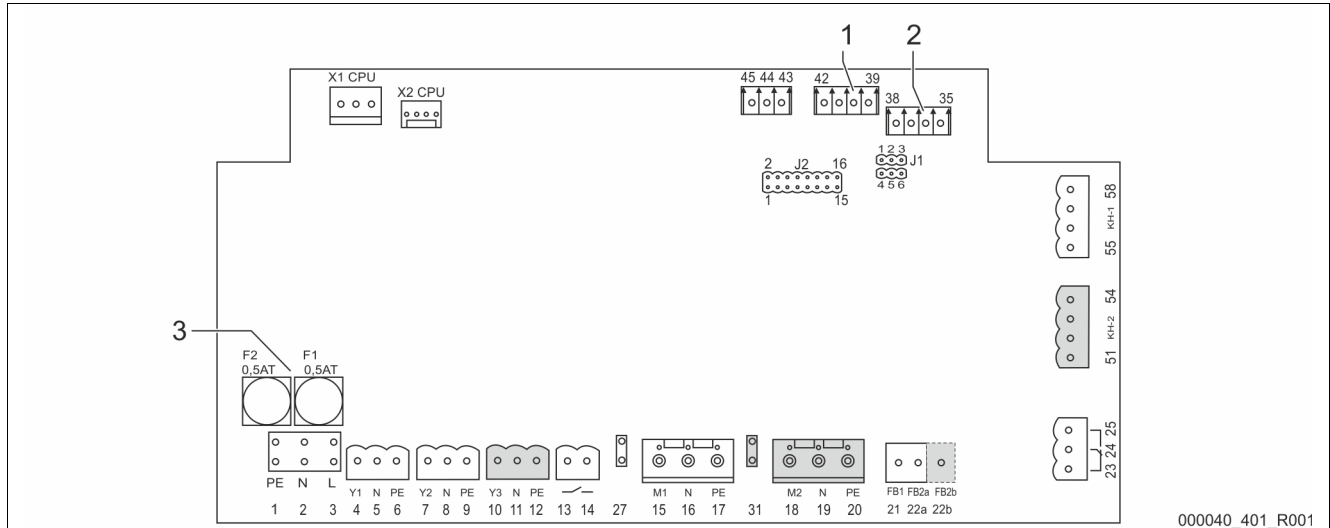 1 2
X1 CPU
X2 CPU
45 44 43
42 39
38 35
1 2 3
J1
4 5 6
2 J2 16
1 15
58
KH-1
55
54
KH-2
51
3
F2 F1
0,5AT 0,5AT
25
24
23
PE N L
Y1 N PE Y2 N PE Y3 N PE M1 N PE M2 N PE FB1 FB2a FB2b
1 2 3 4 5 6 7 8 9 10 11 12 13 14 27 15 16 17 31 18 19 20 21 22a 22b
000040_401_R001